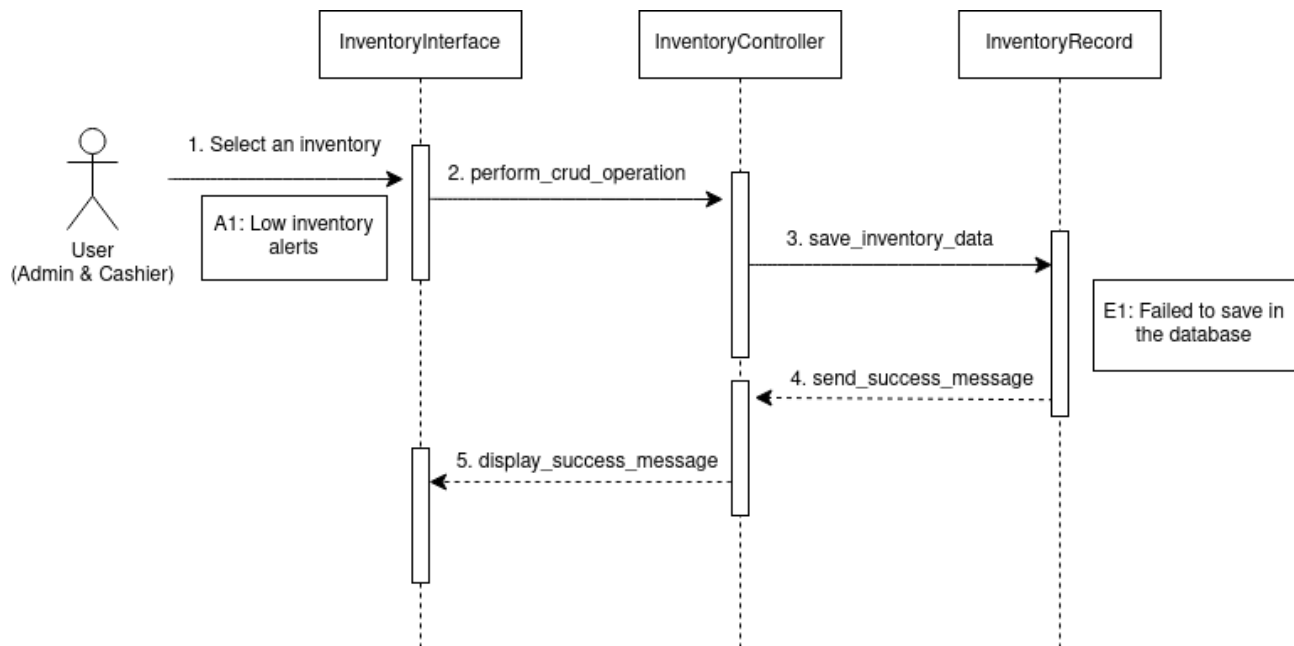 InventoryInterface
InventoryController
InventoryRecord
1. Select an inventory
2. perform_crud_operation
A1: Low inventory
alerts
User
(Admin & Cashier)
3. save_inventory_data
E1: Failed to save in
the database
4. send_success_message
5. display_success_message